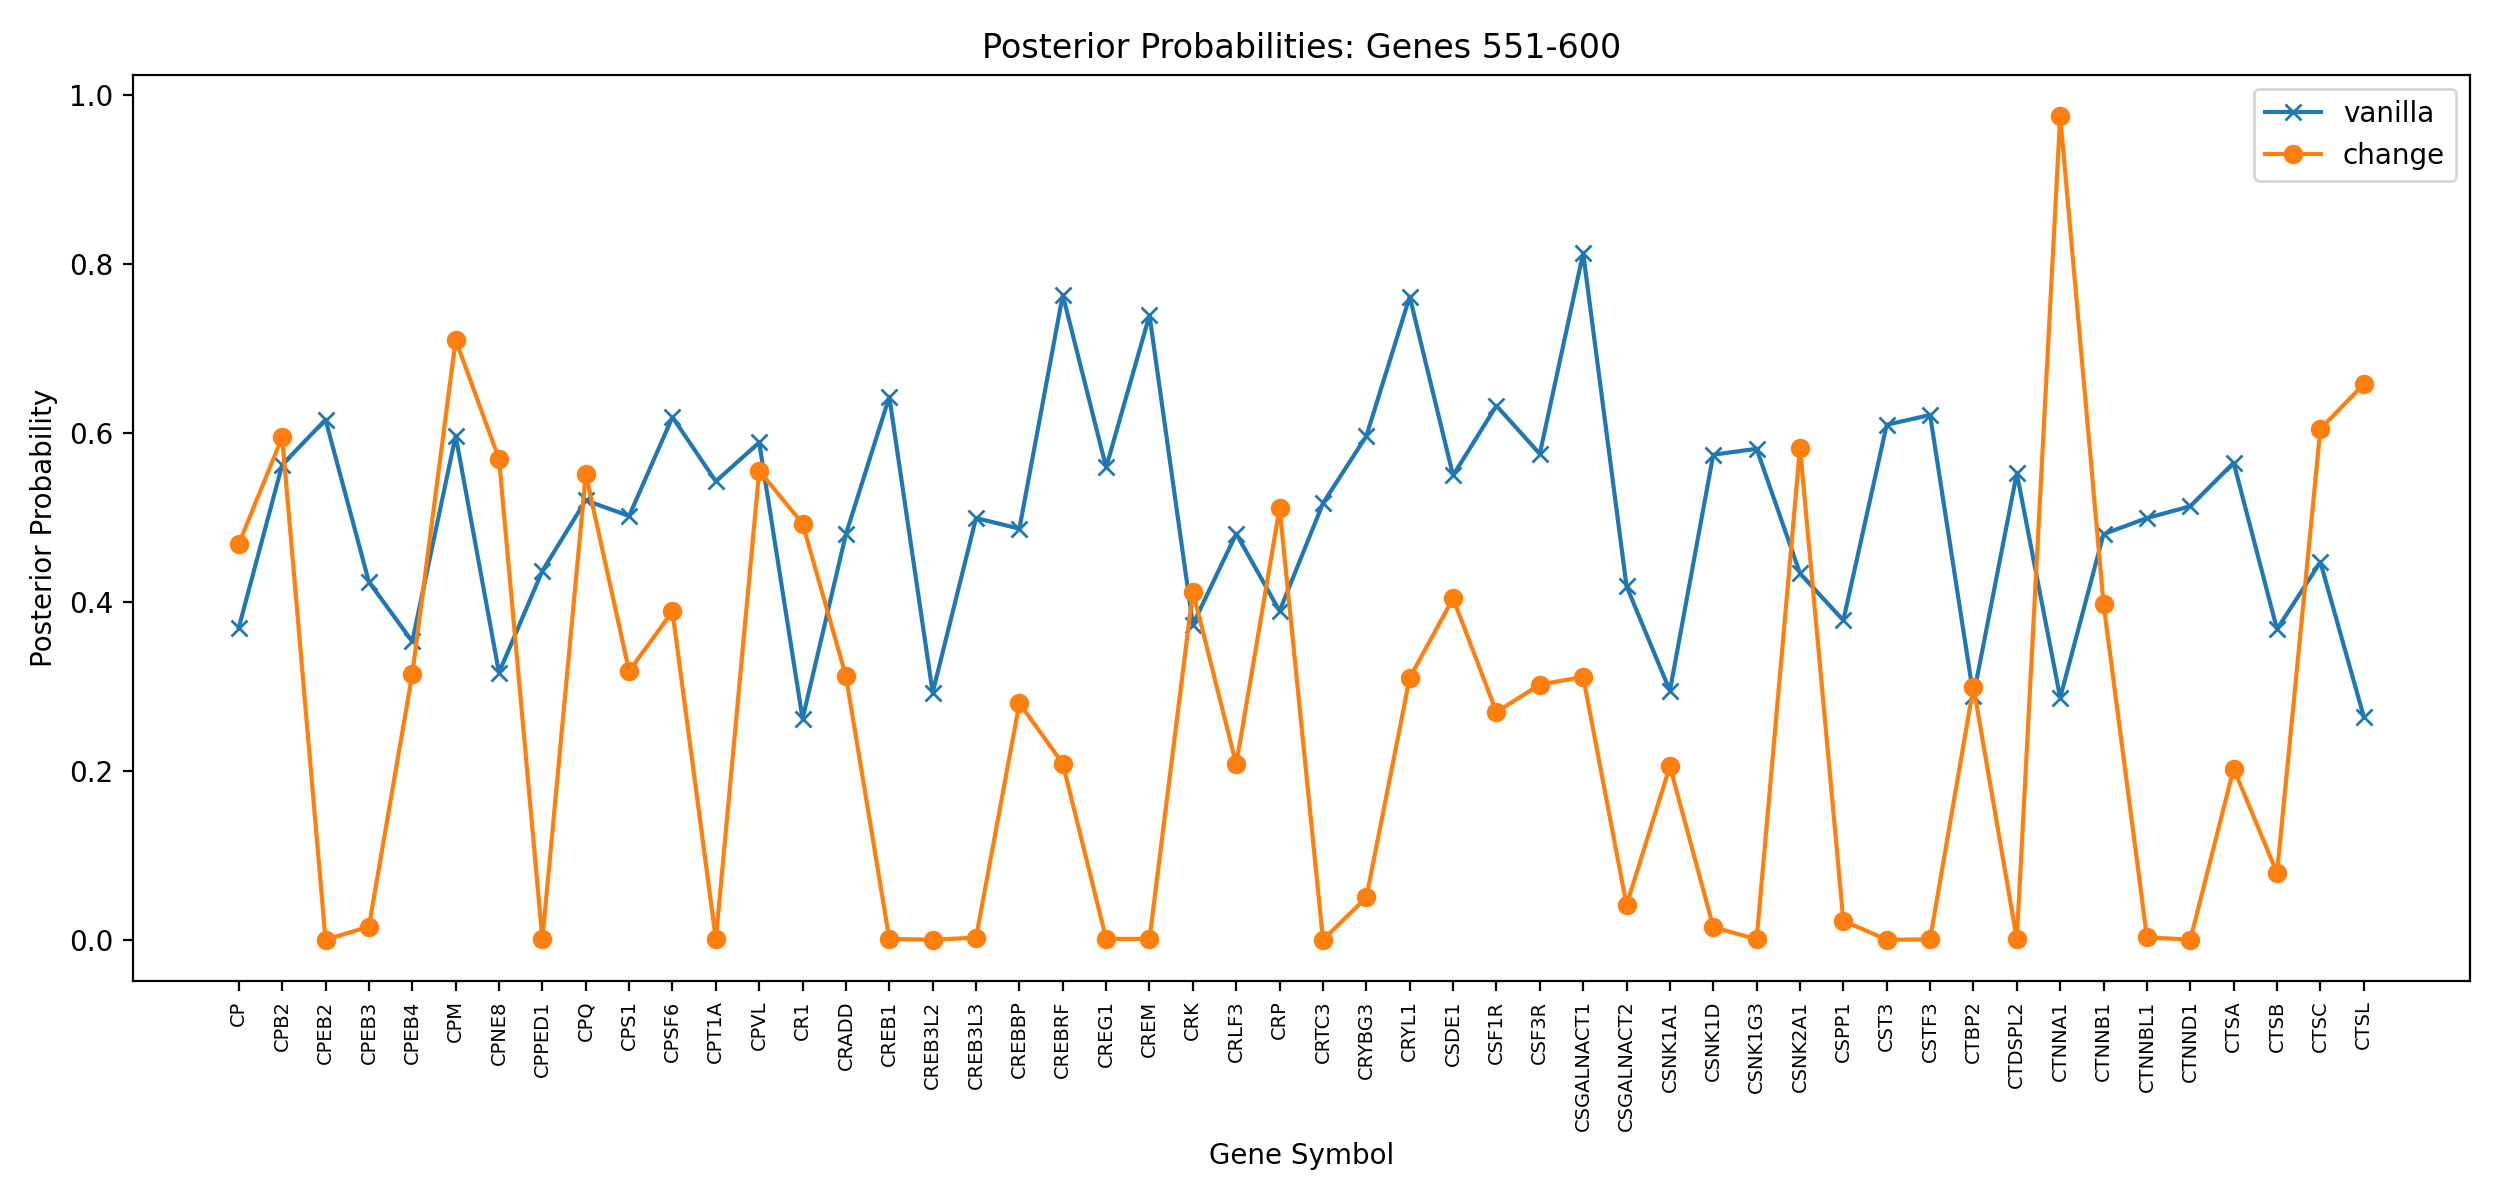 Posterior Probabilities: Genes 551-600
1.0
0.8
0.6
0.4
0.2
0.0
Posterior Probability
vanilla
change
CP
CPB2
CPEB2
CPEB3
CPEB4
CPM
CPNE8
CPPED1
CPQ
CPS1
CPSF6
CPT1A
CPVL
CR1
CRADD
CREB1
CREB3L2
CREB3L3
CREBBP
CREBRF
CREG1
CREM
CRK
CRLF3
CRP
CRTC3
CRYBG3
CRYL1
CSDE1
CSF1R
CSF3R
CSGALNACT1
CSGALNACT2
CSNK1A1
CSNK1D
CSNK1G3
CSNK2A1
CSPP1
CST3
CSTF3
CTBP2
CTDSPL2
CTNNA1
CTNNB1
CTNNBL1
CTNND1
CTSA
CTSB
CTSC
CTSL
Gene Symbol